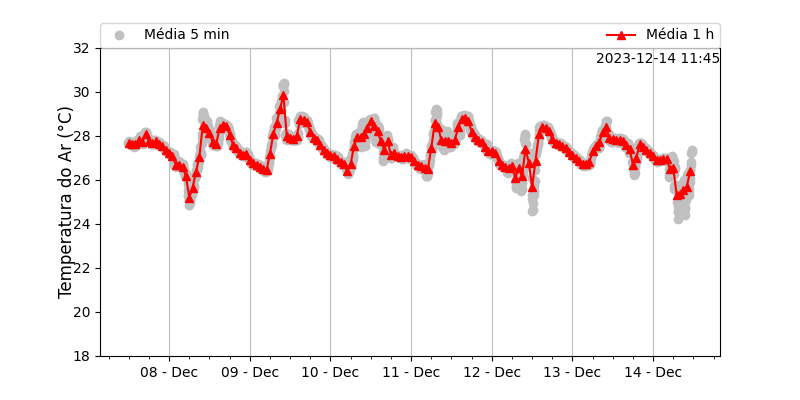 Média 5 min
Média 1 h
2023-12-14 11:45
Temperatura do Ar (°C)
32
30
28
26
24
22
20
18
08 - Dec
09 - Dec
10 - Dec
11 - Dec
12 - Dec
13 - Dec
14 - Dec